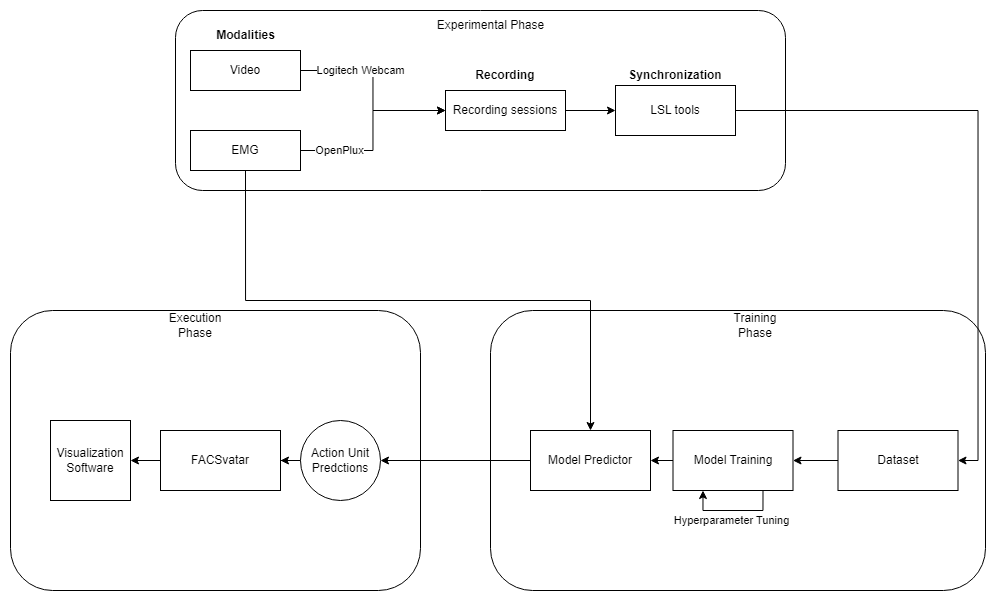 Experimental Phase
Modalities
Video
Logitech Webcam
Recording
Synchronization
Recording sessions
LSL tools
EMG
OpenPlux
Execution
Phase
Training
Phase
Visualization
Software
FACSvatar
Action Unit
Predctions
Model Predictor
Model Training
Dataset
Hyperparameter Tuning